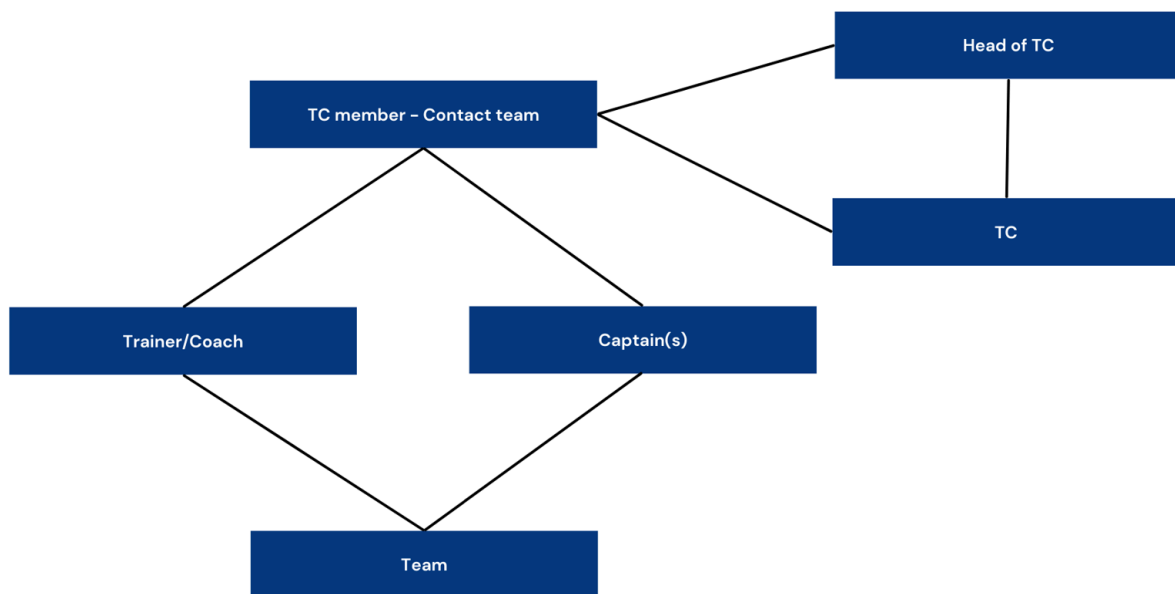 Head of TC
TC member - Contact team
TC
Trainer/Coach
Captain(s)
Team